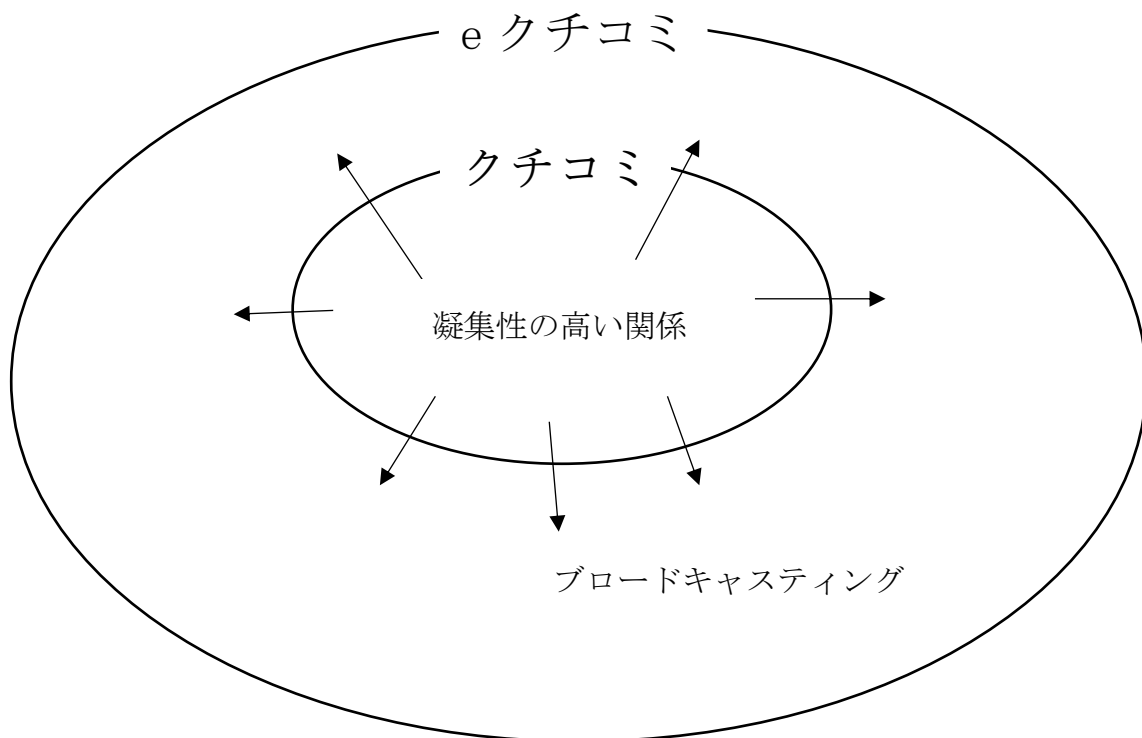 ｅクチコミ
クチコミ
凝集性の高い関係
ブロードキャスティング